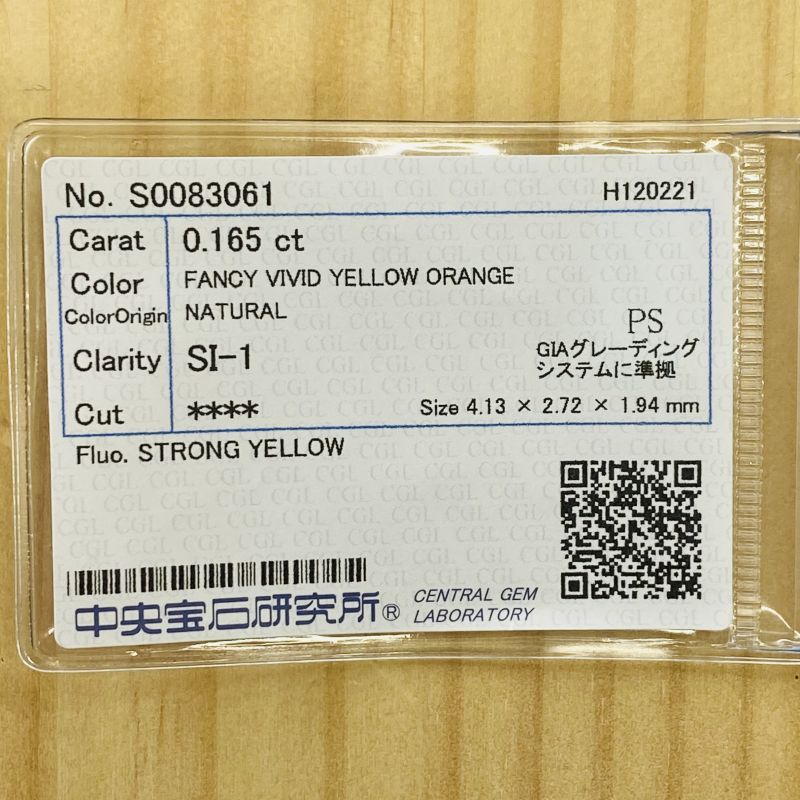 No. S0083061 H120221
Carat 0.165 ct
Color FANCY VIVID YELLOW ORANGE
ColorOrigin NATURAL
PS
Clarity SI-1
GIAグレーディング
システムに準拠
Cut **** Size 4.13 × 2.72 × 1.94 mm
Fluo. STRONG YELLOW
中央宝石研究所® CENTRAL GEM
LABORATORY